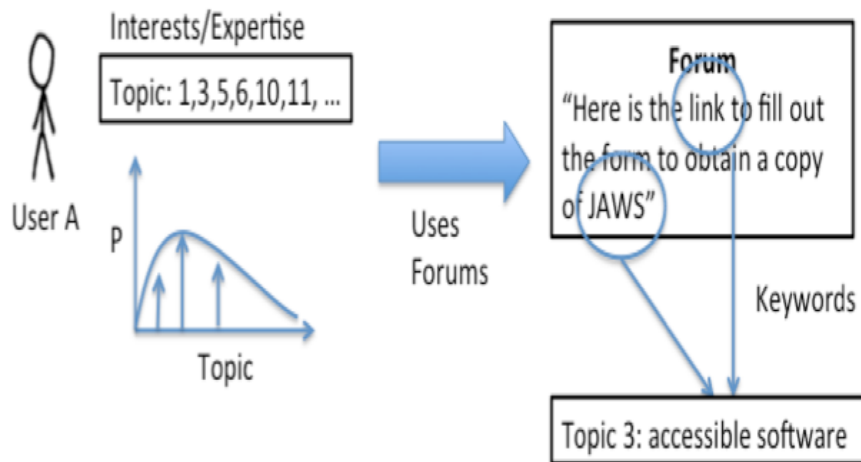 Interests/Expertise
Topic: 1,3,5,6,10,11, ...
User A
P
Topic
Uses
Forums
Forum
“Here is the link to fill out
the form to obtain a copy
of JAWS”
Keywords
Topic 3: accessible software